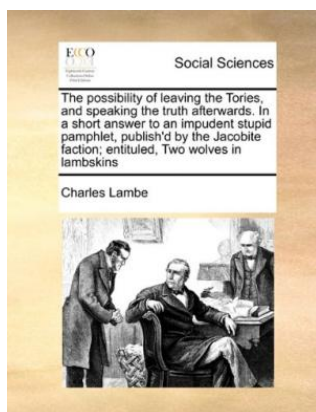 ECCO
Social Sciences
The possibility of leaving the Tories,
and speaking the truth afterwards. In
a short answer to an impudent stupid
pamphlet, publish'd by the Jacobite
faction; entituled, Two wolves in
lambskins
Charles Lambe